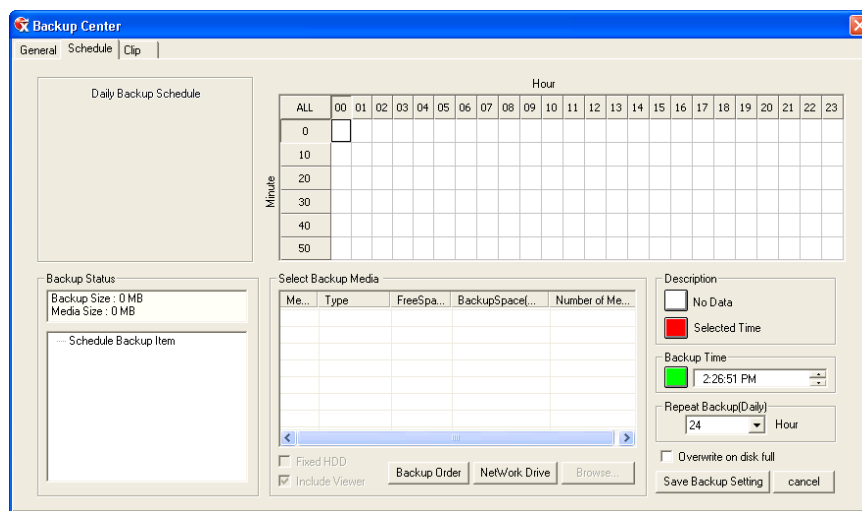 Backup Center
General Schedule Clip
Daily Backup Schedule
Hour
ALL 00 01 02 03 04 05 06 07 08 09 10 11 12 13 14 15 16 17 18 19 20 21 22 23
Minute
0
10
20
30
40
50
Backup Status
Backup Size : 0 MB
Media Size : 0 MB
Schedule Backup Item
Select Backup Media
Me... Type FreeSpa... BackupSpace(... Number of Me...
Fixed HDD
Include Viewer
Backup Order NetWork Drive Browse...
Description
No Data
Selected Time
Backup Time
2:26:51 PM
Repeat Backup(Daily)
24 Hour
Overwrite on disk full
Save Backup Setting cancel